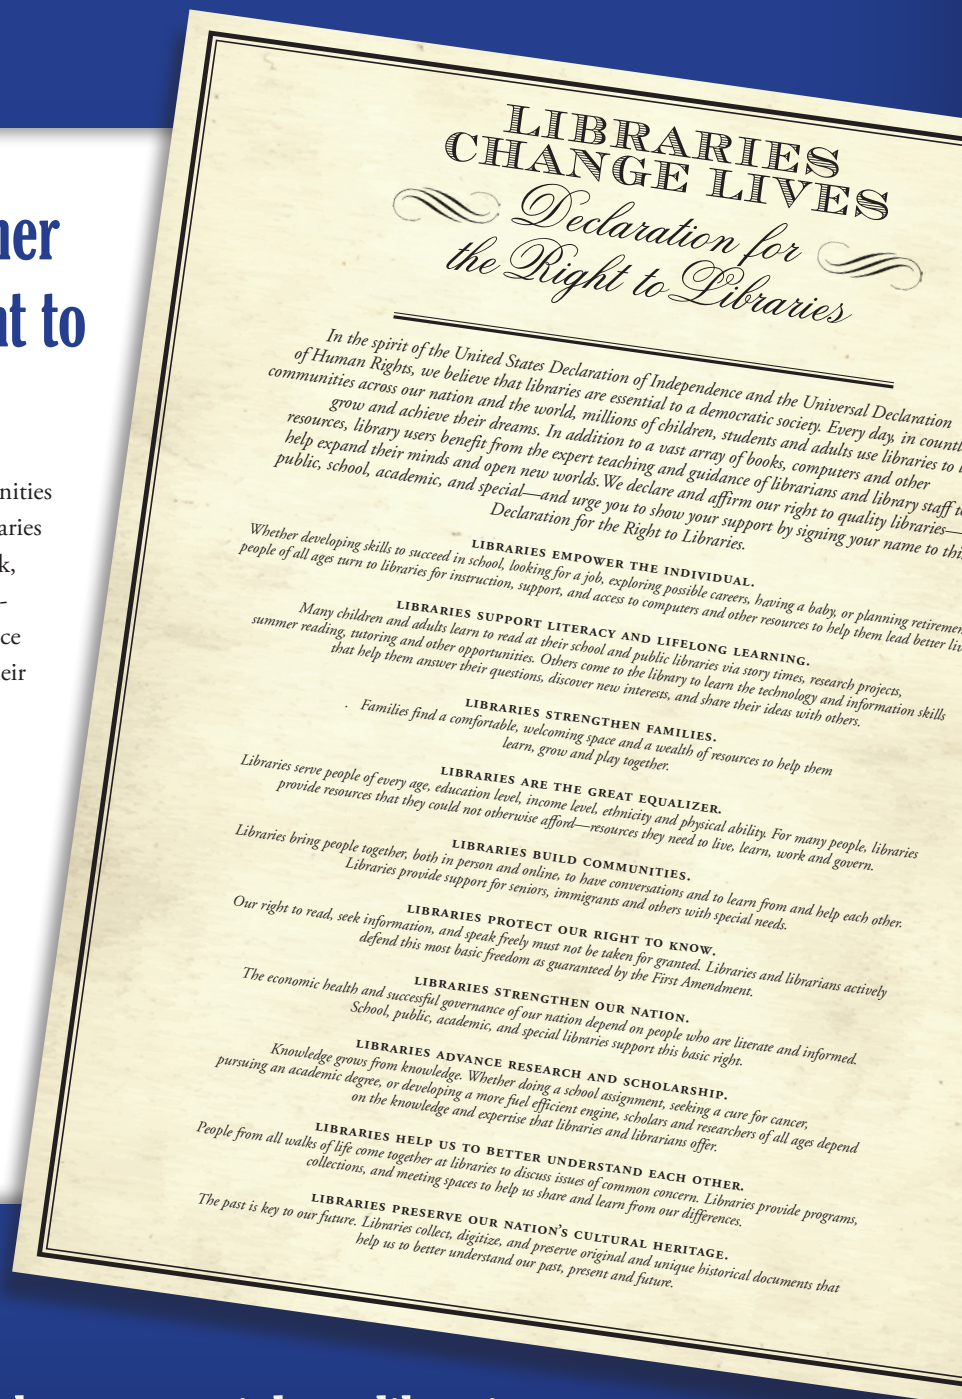 to
nities
aries
k,
-
ce
eir
LIBRARIES
CHANGE LIVES
Declaration for
the Right to Libraries
In the spirit of the United States Declaration of Independence and the Universal Declaration
of Human Rights, we believe that libraries are essential to a democratic society. Every day, in countl
communities across our nation and the world, millions of children, students and adults use libraries to
grow and achieve their dreams. In addition to a vast array of books, computers and other
resources, library users benefit from the expert teaching and guidance of librarians and library staff
help expand their minds and open new worlds. We declare and affirm our right to quality libraries—
public, school, academic, and special—and urge you to show your support by signing your name to this
Declaration for the Right to Libraries.
LIBRARIES EMPOWER THE INDIVIDUAL.
Whether developing skills to succeed in school, looking for a job, exploring possible careers, having a baby, or planning retiremen
people of all ages turn to libraries for instruction, support, and access to computers and other resources to help them lead better liv
LIBRARIES SUPPORT LITERACY AND LIFELONG LEARNING.
Many children and adults learn to read at their school and public libraries via story times, research projects,
summer reading, tutoring and other opportunities. Others come to the library to learn the technology and information skills
that help them answer their questions, discover new interests, and share their ideas with others.
LIBRARIES STRENGTHEN FAMILIES.
. Families find a comfortable, welcoming space and a wealth of resources to help them
learn, grow and play together.
LIBRARIES ARE THE GREAT EQUALIZER.
Libraries serve people of every age, education level, income level, ethnicity and physical ability. For many people, libraries
provide resources that they could not otherwise afford—resources they need to live, learn, work and govern.
LIBRARIES BUILD COMMUNITIES.
Libraries bring people together, both in person and online, to have conversations and to learn from and help each other.
Libraries provide support for seniors, immigrants and others with special needs.
LIBRARIES PROTECT OUR RIGHT TO KNOW.
Our right to read, seek information, and speak freely must not be taken for granted. Libraries and librarians actively
defend this most basic freedom as guaranteed by the First Amendment.
LIBRARIES STRENGTHEN OUR NATION.
The economic health and successful governance of our nation depend on people who are literate and informed.
School, public, academic, and special libraries support this basic right.
LIBRARIES ADVANCE RESEARCH AND SCHOLARSHIP.
Knowledge grows from knowledge. Whether doing a school assignment, seeking a cure for cancer,
pursuing an academic degree, or developing a more fuel efficient engine, scholars and researchers of all ages depend
on the knowledge and expertise that libraries and librarians offer.
LIBRARIES HELP US TO BETTER UNDERSTAND EACH OTHER.
People from all walks of life come together at libraries to discuss issues of common concern. Libraries provide programs,
collections, and meeting spaces to help us share and learn from our differences.
LIBRARIES PRESERVE OUR NATION'S CULTURAL HERITAGE.
The past is key to our future. Libraries collect, digitize, and preserve original and unique historical documents that
help us to better understand our past, present and future.